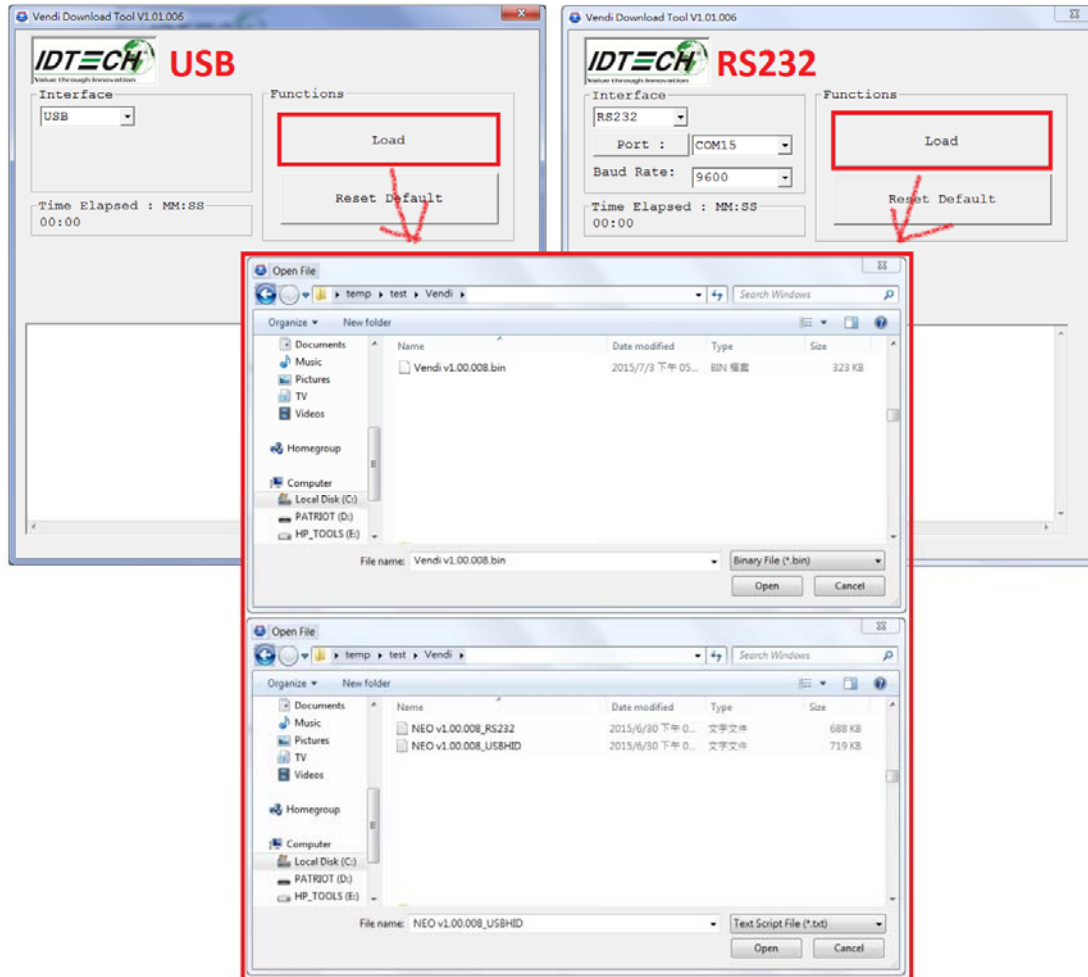 Vendi Download Tool V1.01.006
IDTECH
Value through Innovation
USB
Interface
USB
Functions
Load
Reset Default
Time Elapsed : MM:SS
00:00
Vendi Download Tool V1.01.006
IDTECH
Value through Innovation
RS232
Interface
RS232
Port :
COM15
Baud Rate:
9600
Functions
Load
Reset Default
Time Elapsed : MM:SS
00:00
Open File
temp ▸ test ▸ Vendi ▸
Search Windows
Organize ▾ New folder
Documents
Music
Pictures
TV
Videos
Homegroup
Computer
Local Disk (C:)
PATRIOT (D:)
HP_TOOLS (E:)
Name Date modified Type Size
Vendi v1.00.008.bin 2015/7/3 下午 05... BIN 檔案 323 KB
File name: Vendi v1.00.008.bin Binary File (*.bin)
Open Cancel
Open File
temp ▸ test ▸ Vendi ▸
Search Windows
Organize ▾ New folder
Documents
Music
Pictures
TV
Videos
Homegroup
Computer
Local Disk (C:)
PATRIOT (D:)
HP_TOOLS (E:)
Name Date modified Type Size
NEO v1.00.008_RS232 2015/6/30 下午 0... 文字文件 688 KB
NEO v1.00.008_USBHID 2015/6/30 下午 0... 文字文件 719 KB
File name: NEO v1.00.008_USBHID Text Script File (*.txt)
Open Cancel